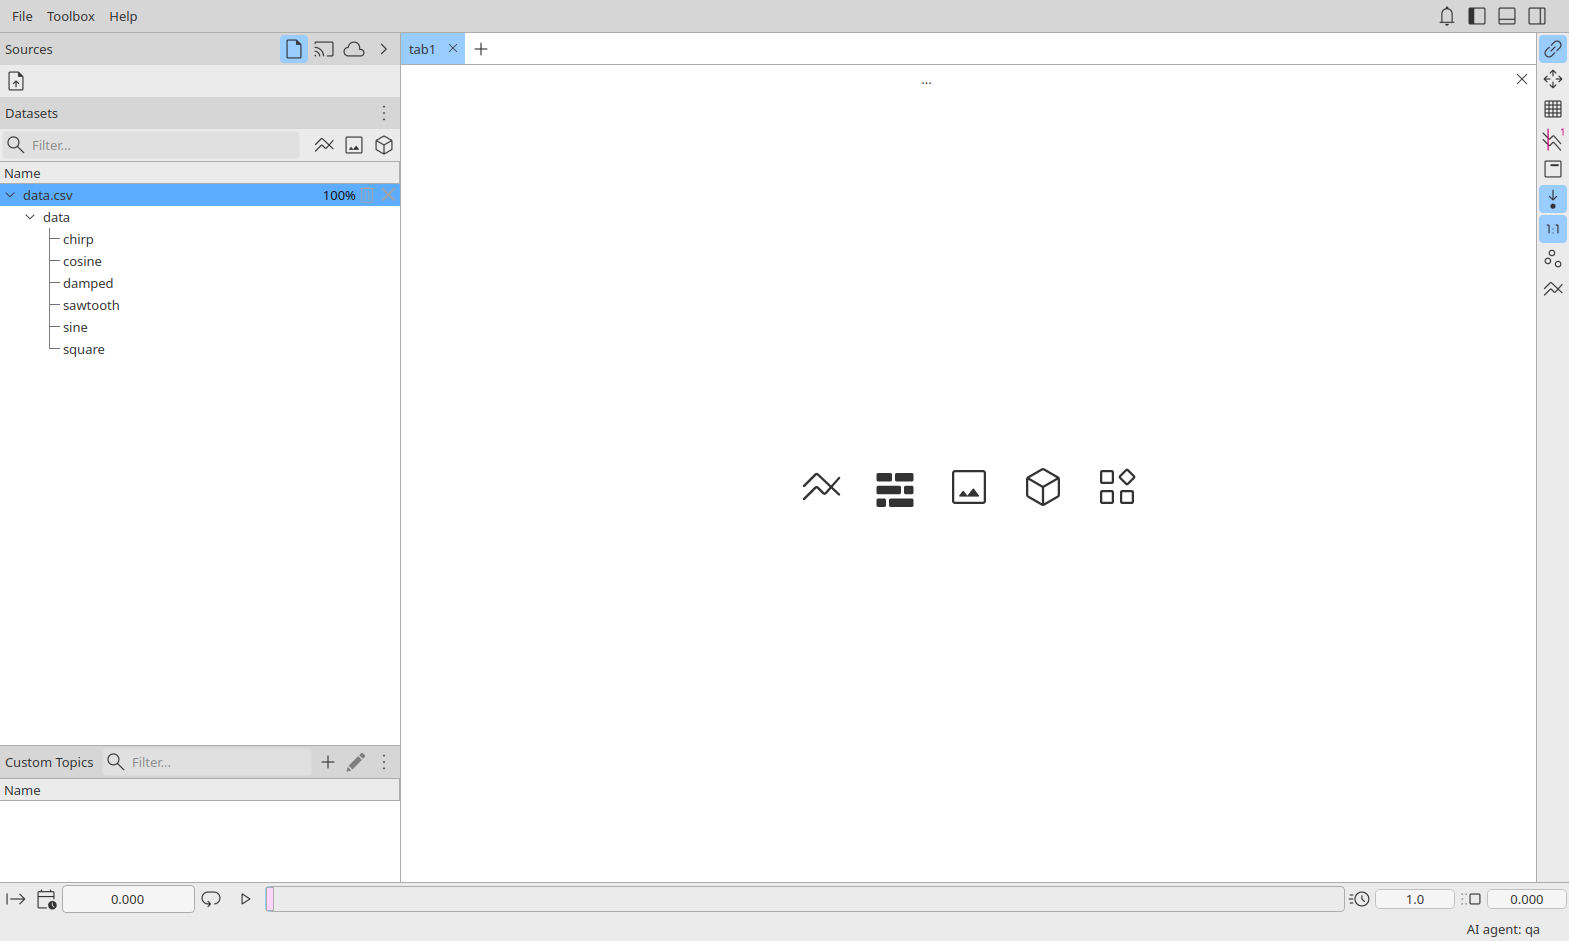 File Toolbox Help
Sources
tab1
...
Datasets
Filter...
Name
data.csv 100%
data
chirp
cosine
damped
sawtooth
sine
square
1
1:1
Custom Topics Filter...
Name
0.000 1.0 0.000
AI agent: qa